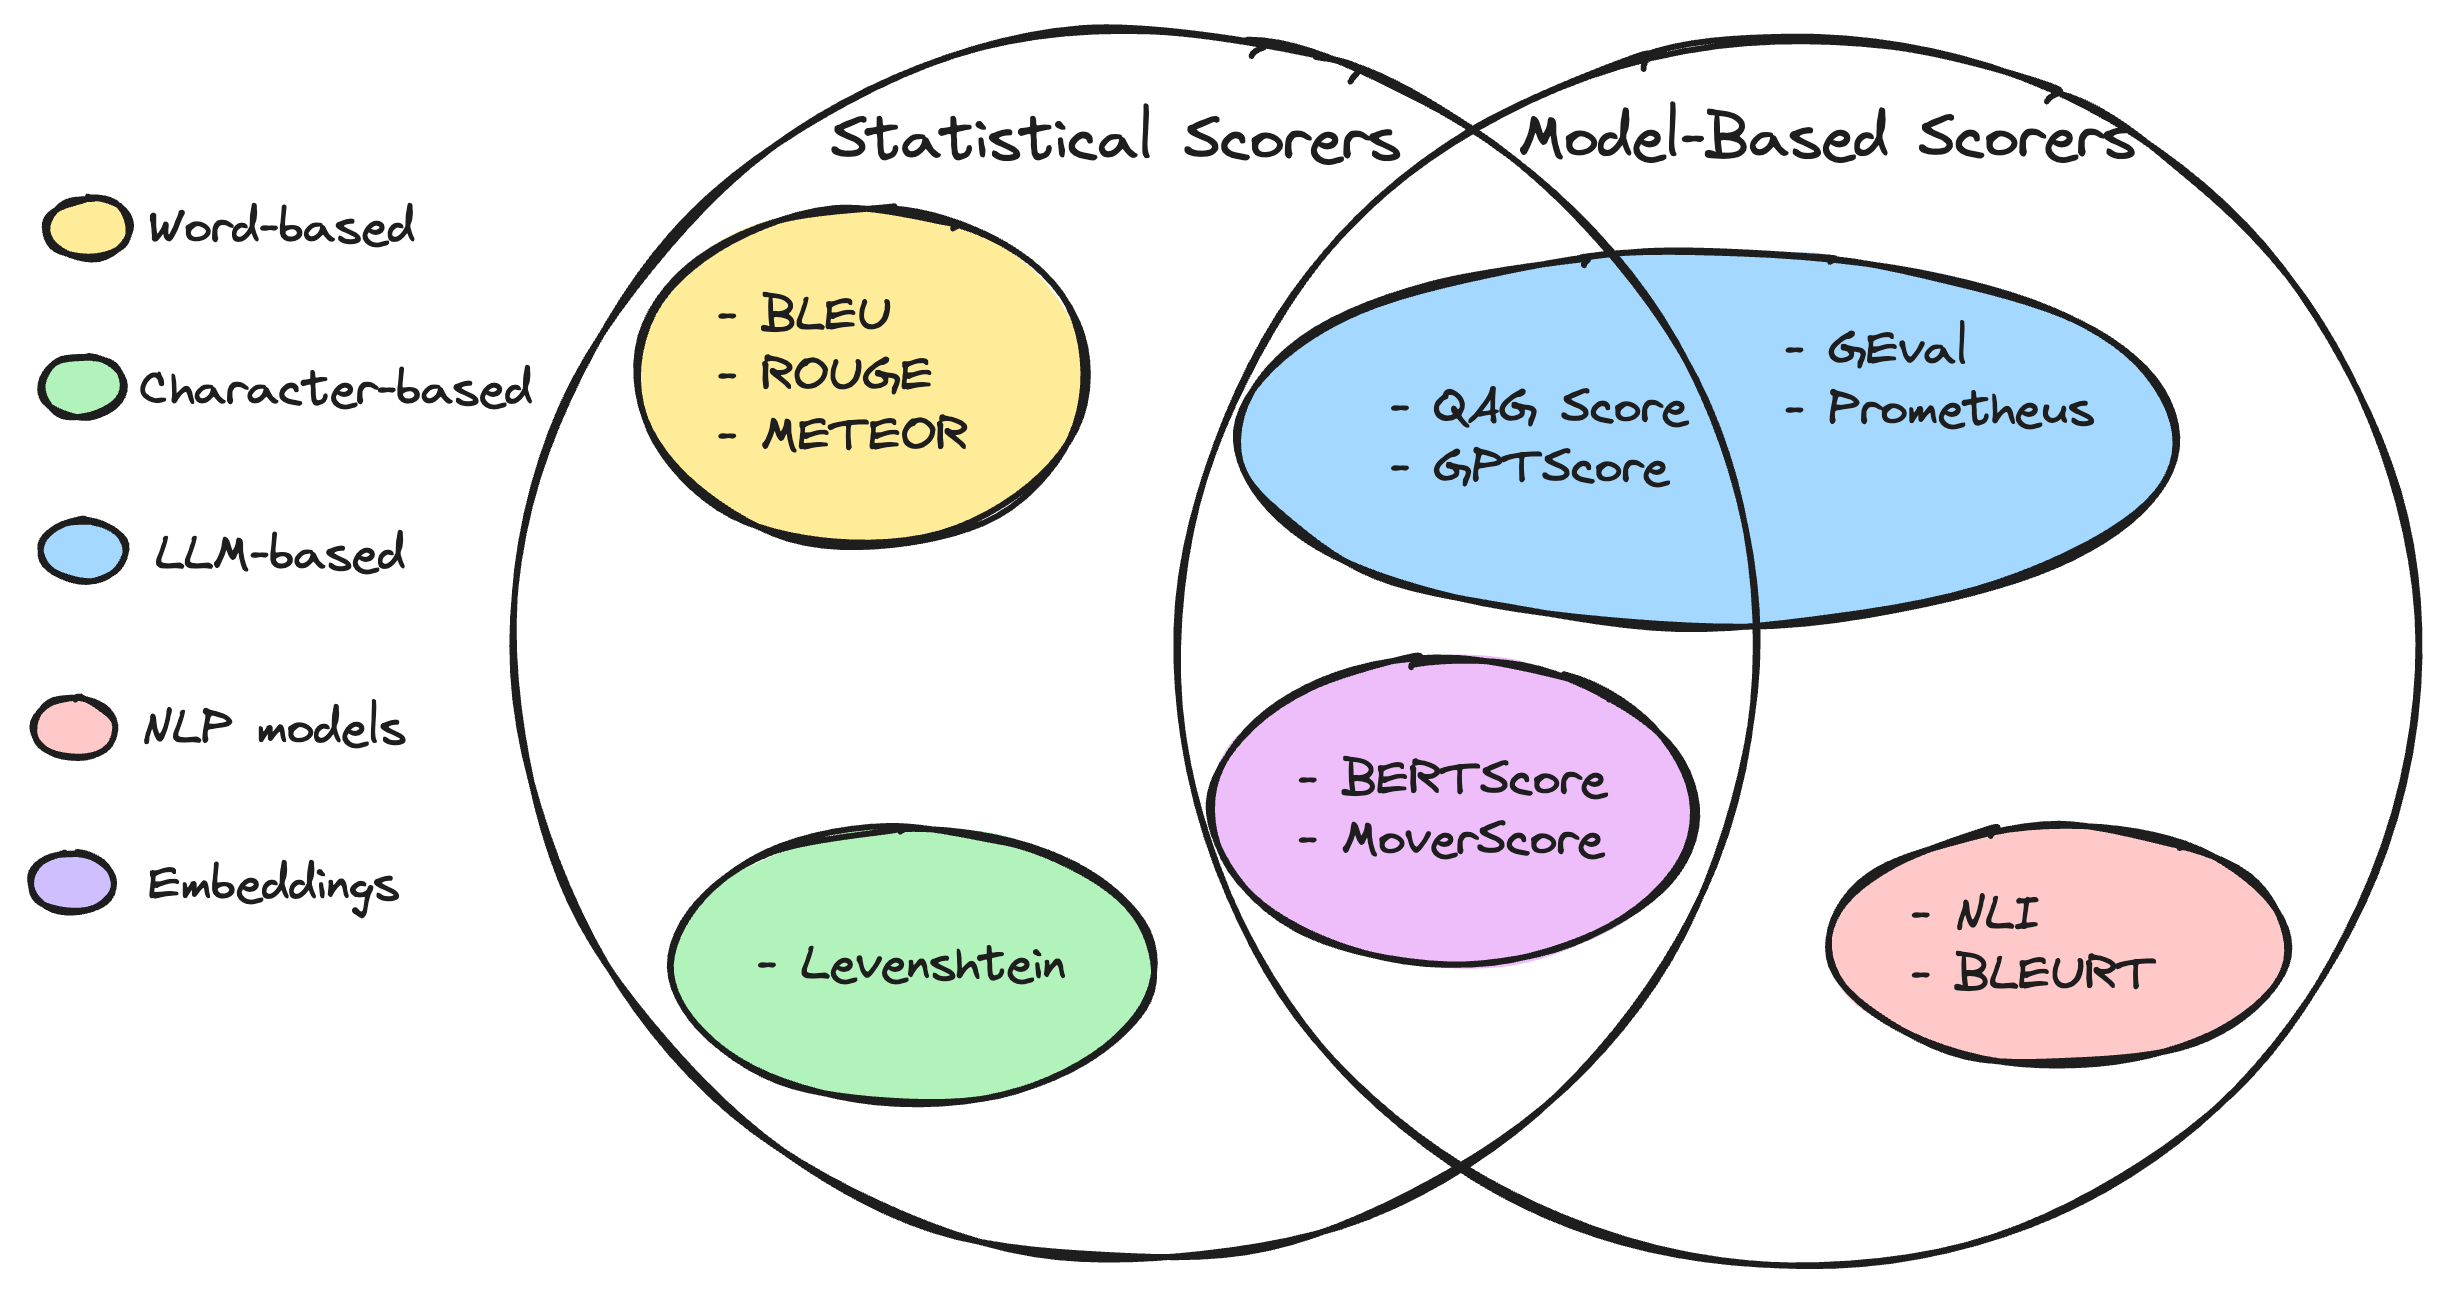 Statistical Scorers
Model-Based Scorers
Word-based
Character-based
LLM-based
NLP models
Embeddings
- BLEU
- ROUGE
- METEOR
- QAG Score
- GPTScore
- GEval
- Prometheus
- BERTScore
- MoverScore
- Levenshtein
- NLI
- BLEURT